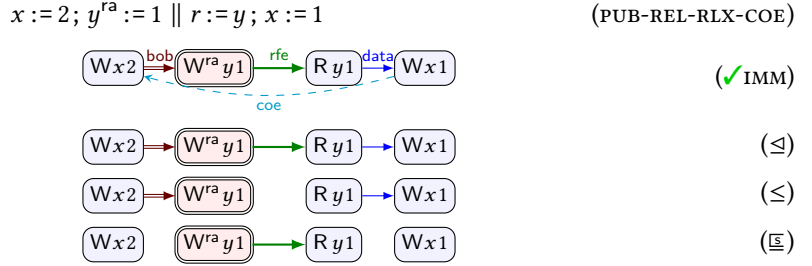 x := 2; y^ra := 1 ∥ r := y; x := 1 (PUB-REL-RLX-COE)
Wx2 bob W^ra y1 rfe R y1 data Wx1 coe (✓IMM)
Wx2 W^ra y1 R y1 Wx1 (⊴)
Wx2 W^ra y1 R y1 Wx1 (≤)
Wx2 W^ra y1 R y1 Wx1 (⊴s)